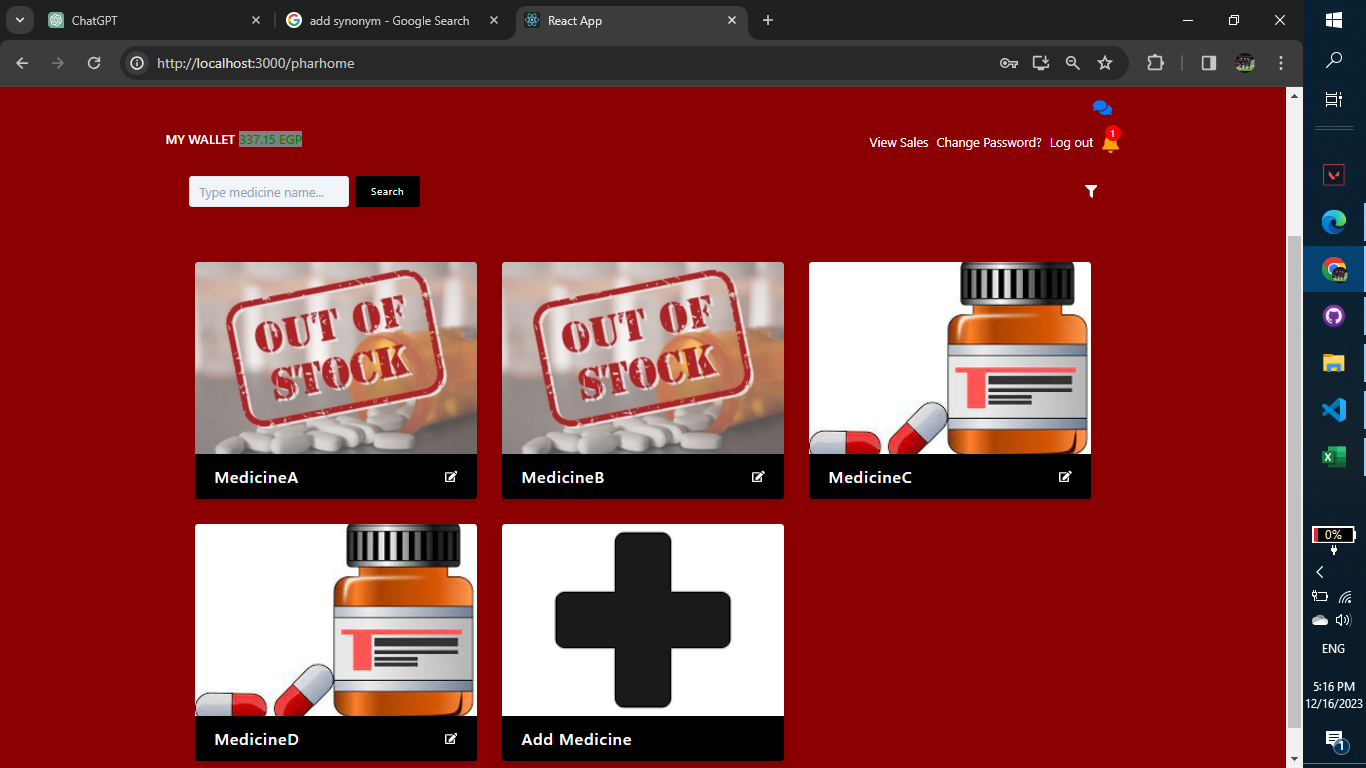 ChatGPT
add synonym - Google Search
React App
http://localhost:3000/pharhome
MY WALLET 337.15 EGP
View Sales Change Password? Log out
1
Type medicine name...
Search
OUT OF
STOCK
OUT OF
STOCK
MedicineA
MedicineB
MedicineC
MedicineD
Add Medicine
0%
ENG
5:16 PM
12/16/2023
1